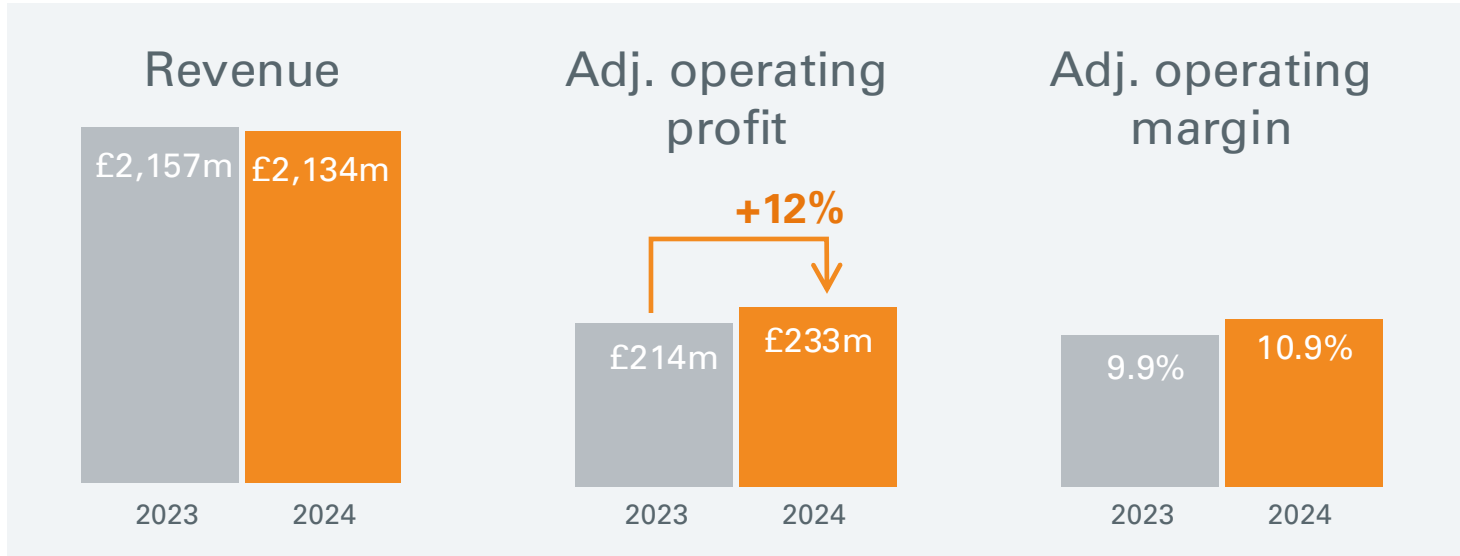 Revenue
£2,157m
£2,134m
2023
2024
Adj. operating
profit
+12%
£214m
£233m
2023
2024
Adj. operating
margin
9.9%
10.9%
2023
2024